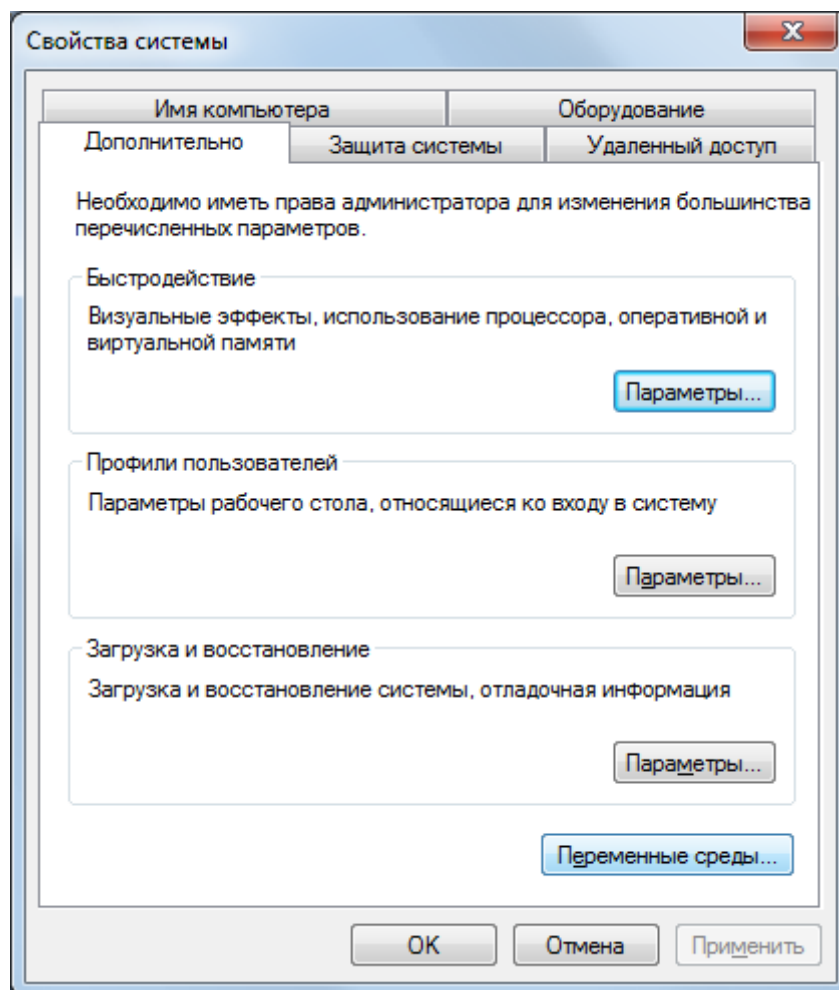 Свойства системы
Имя компьютера
Оборудование
Дополнительно
Защита системы
Удаленный доступ
Необходимо иметь права администратора для изменения большинства
перечисленных параметров.
Быстродействие
Визуальные эффекты, использование процессора, оперативной и
виртуальной памяти
Параметры...
Профили пользователей
Параметры рабочего стола, относящиеся ко входу в систему
Параметры...
Загрузка и восстановление
Загрузка и восстановление системы, отладочная информация
Параметры...
Переменные среды...
ОК
Отмена
Применить